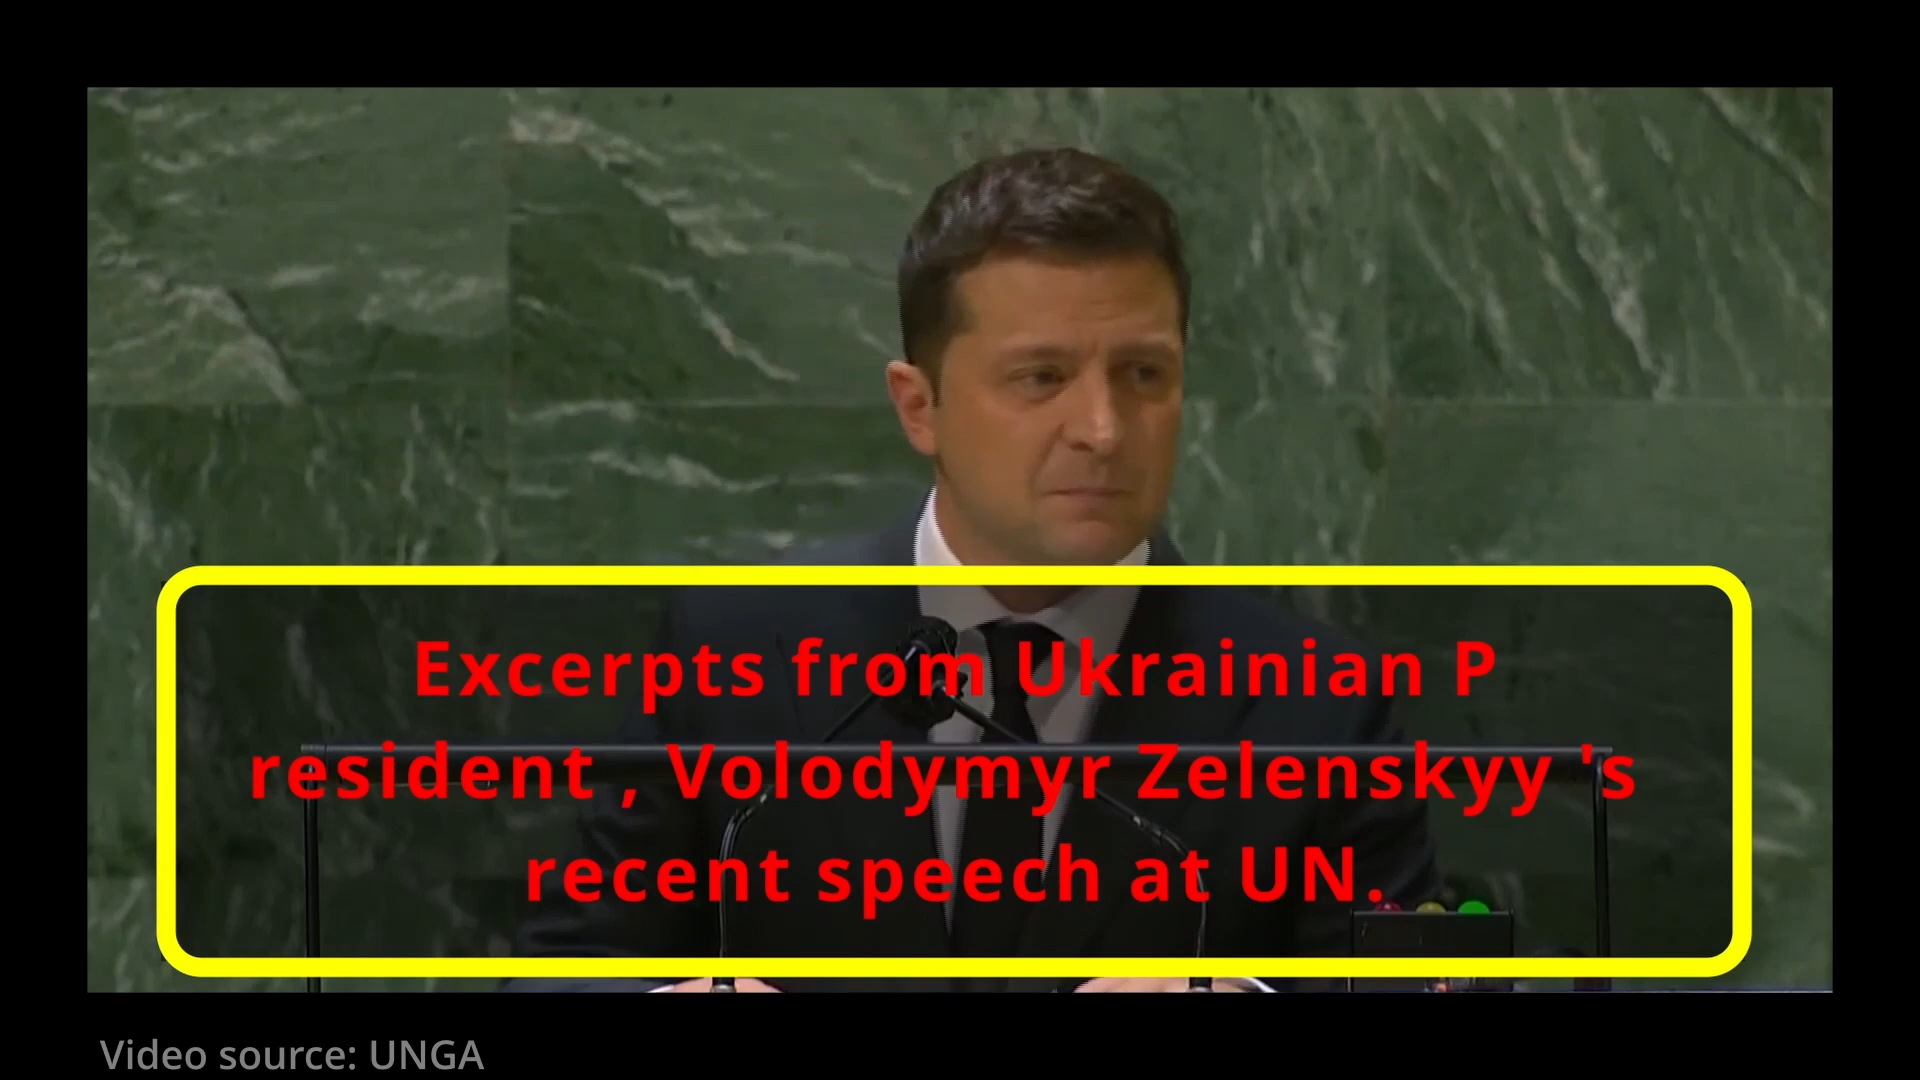 Excerpts from Ukrainian P
resident , Volodymyr Zelenskyy 's
recent speech at UN.
Video source: UNGA